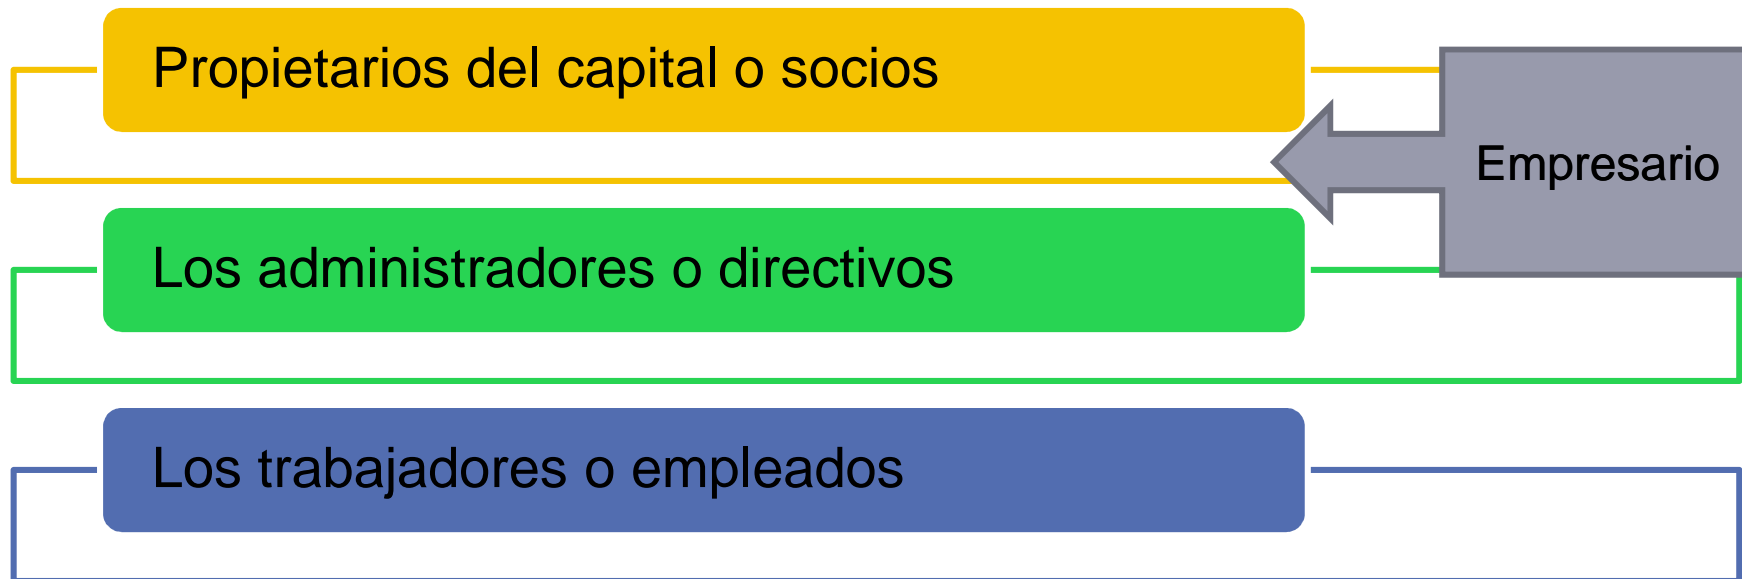 Propietarios del capital o socios
Empresario
Los administradores o directivos
Los trabajadores o empleados